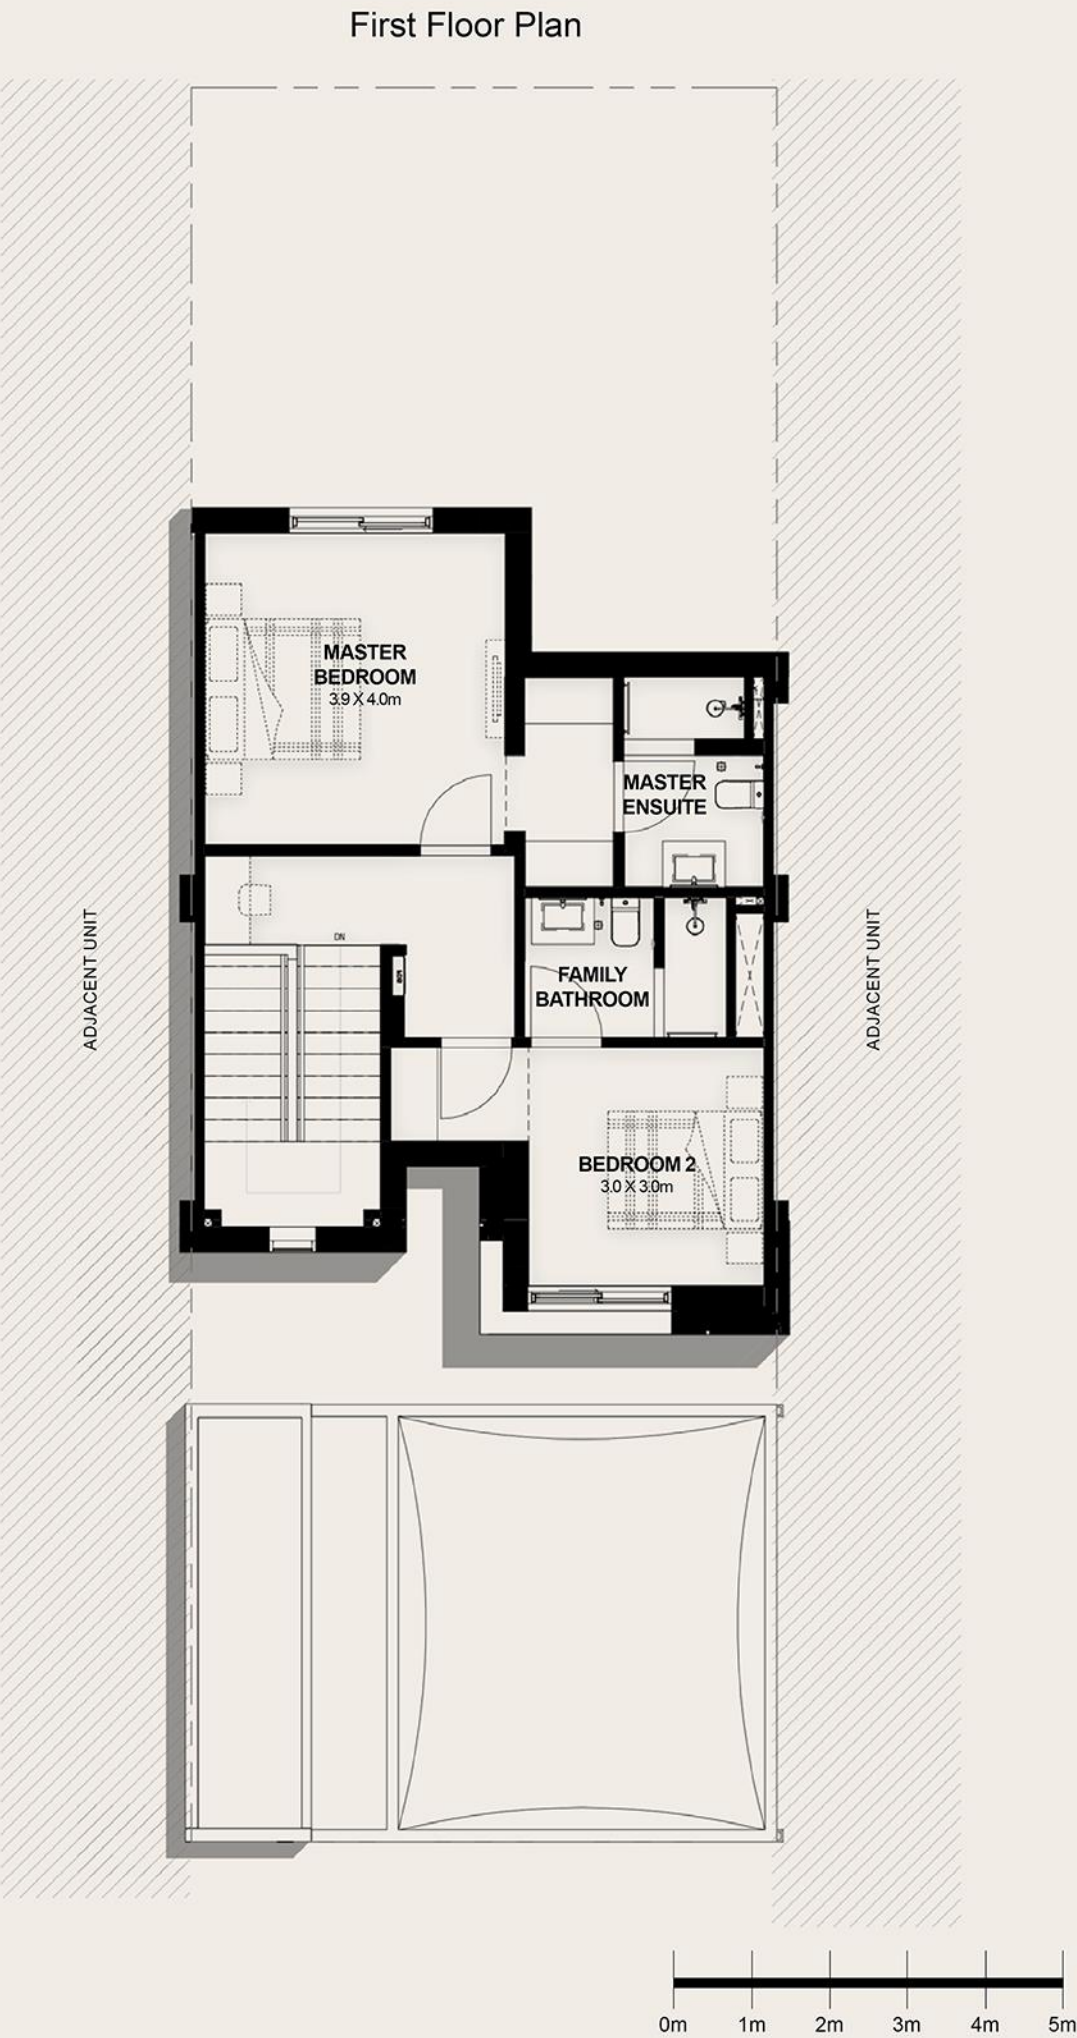 First Floor Plan
MASTER
BEDROOM
3.9 X 4.0m
MASTER
ENSUITE
DN
ADJACENT UNIT
ADJACENT UNIT
FAMILY
BATHROOM
BEDROOM 2
3.0 X 3.0m
0m 1m 2m 3m 4m 5m